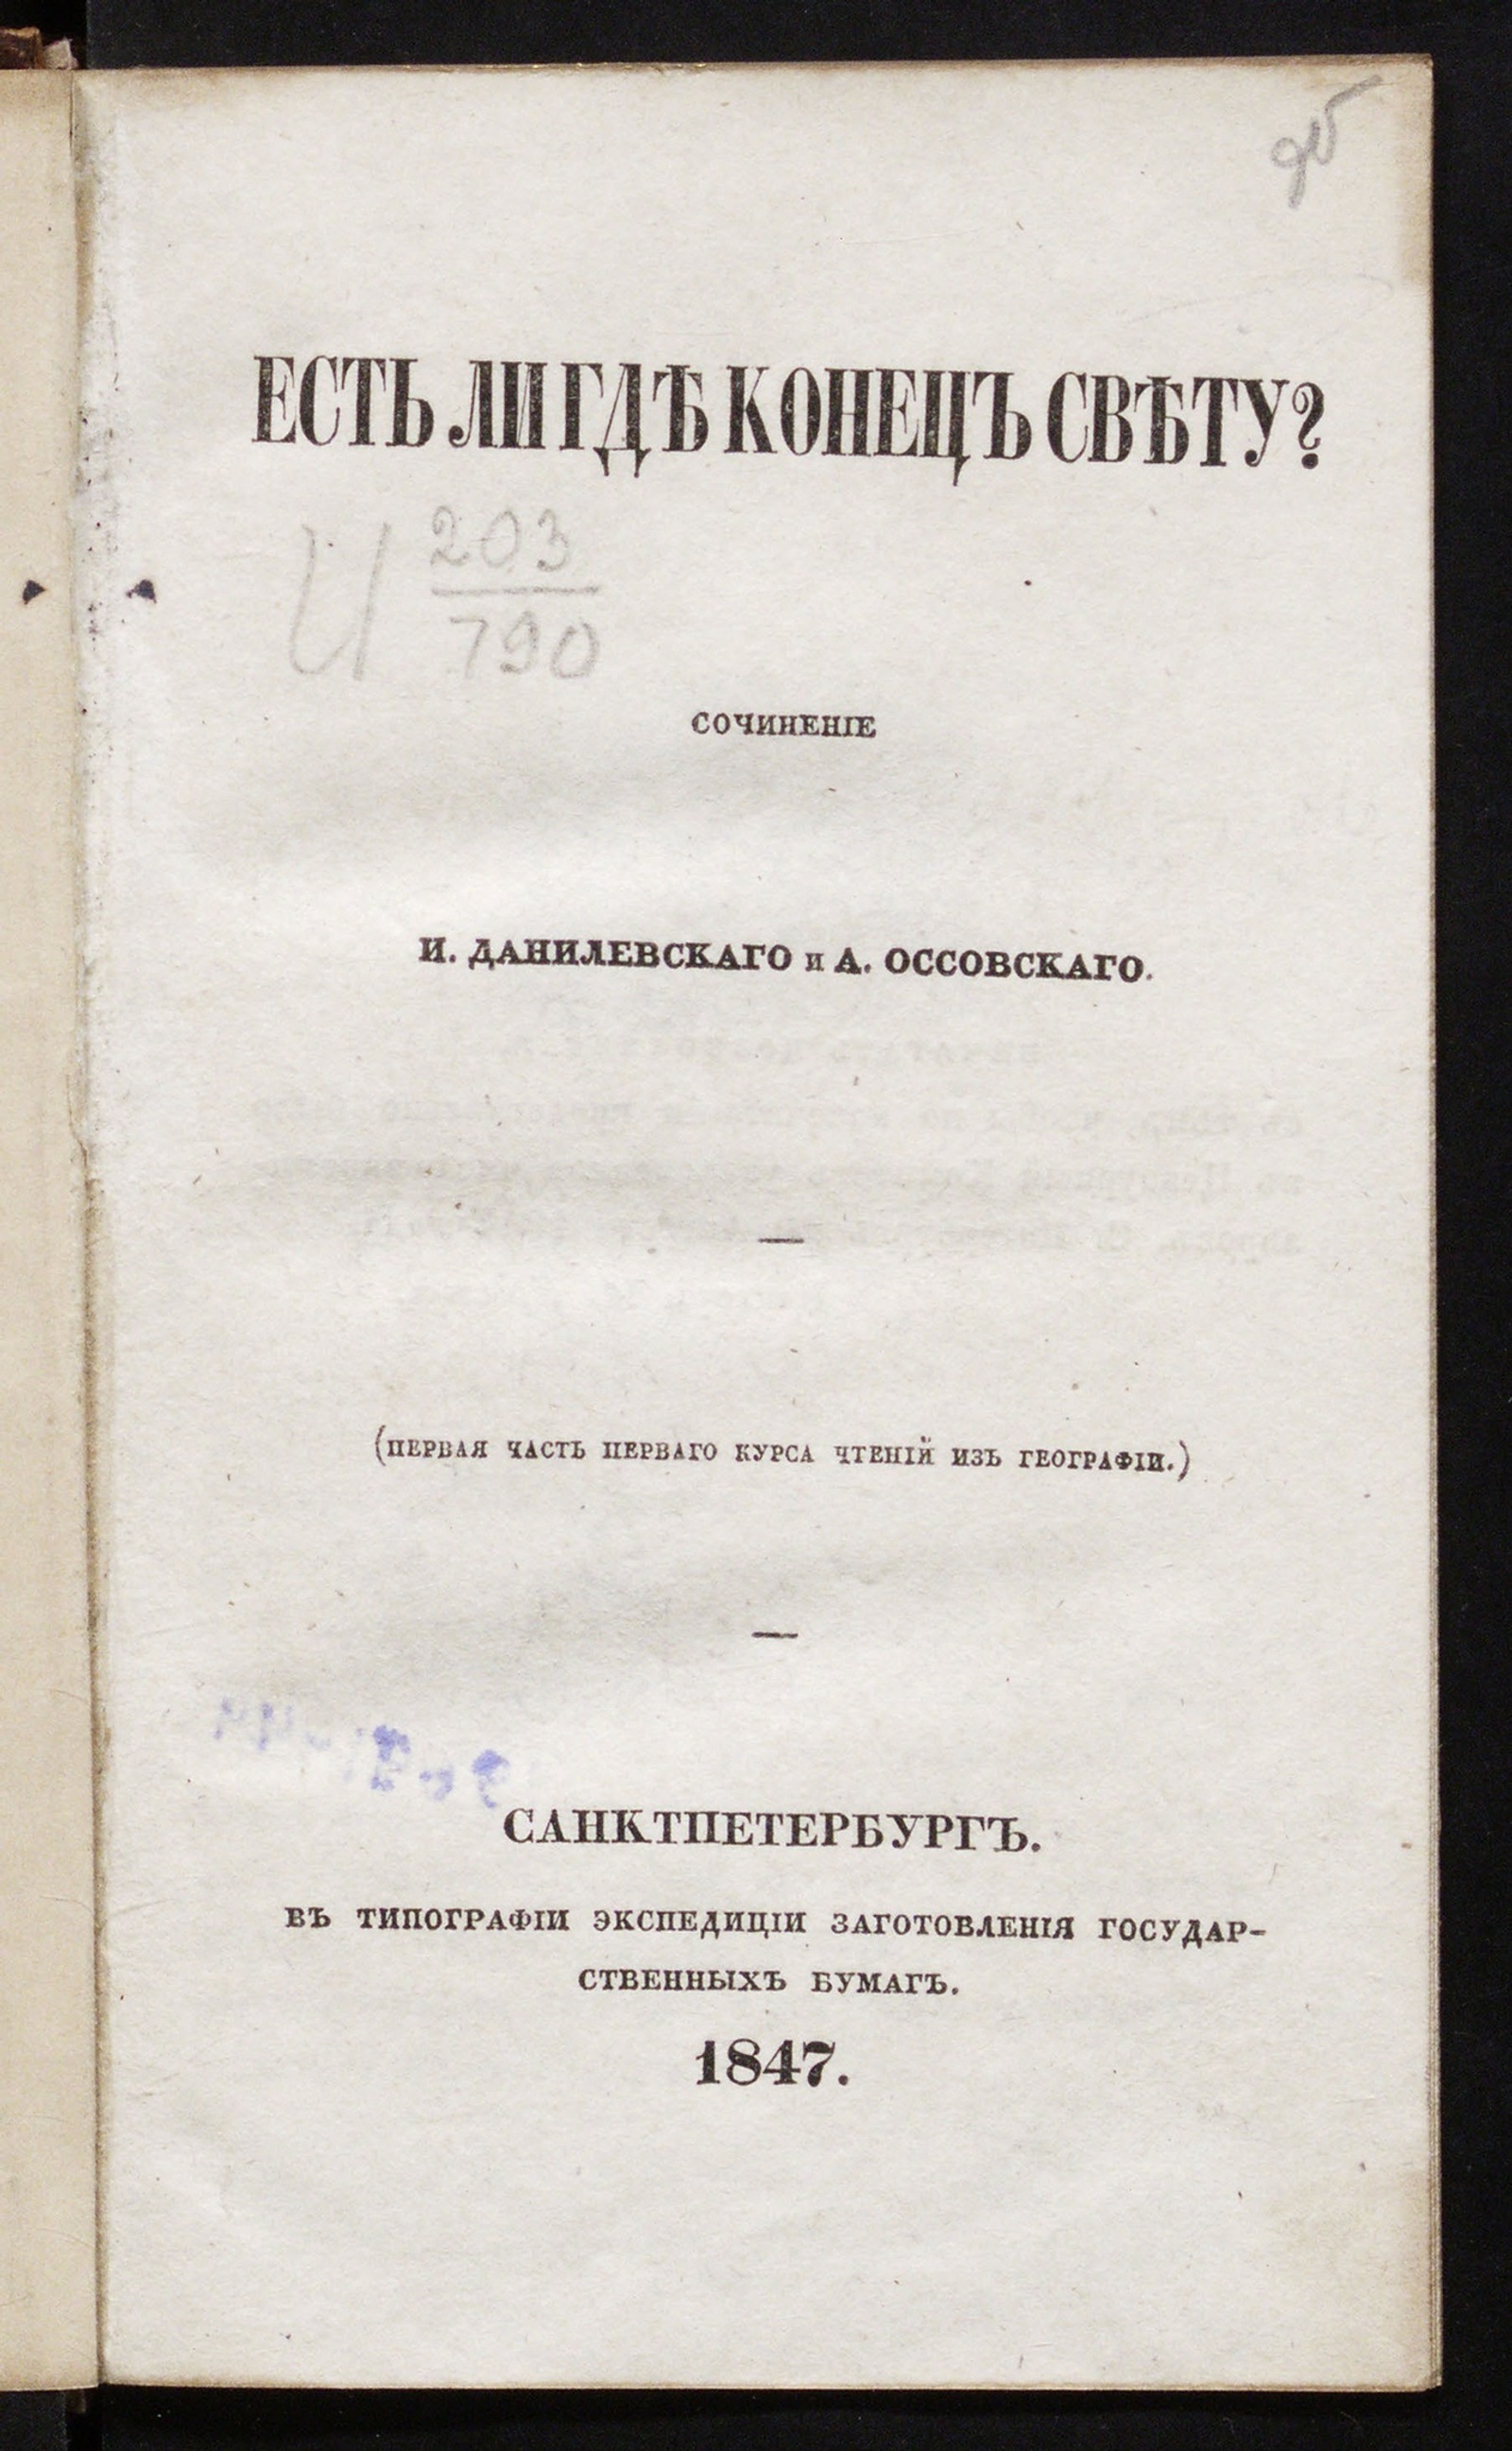 ЕСТЬ ЛИ ГДѢ КОНЕЦЪ СВѢТУ?
И 203
790
СОЧИНЕНІЕ
И. ДАНИЛЕВСКАГО и А. ОССОВСКАГО.
(ПЕРВАЯ ЧАСТЬ ПЕРВАГО КУРСА ЧТЕНІЙ ИЗЪ ГЕОГРАФІИ.)
САНКТПЕТЕРБУРГЪ.
ВЪ ТИПОГРАФІИ ЭКСПЕДИЦІИ ЗАГОТОВЛЕНІЯ ГОСУДАР-
СТВЕННЫХЪ БУМАГЪ.
1847.